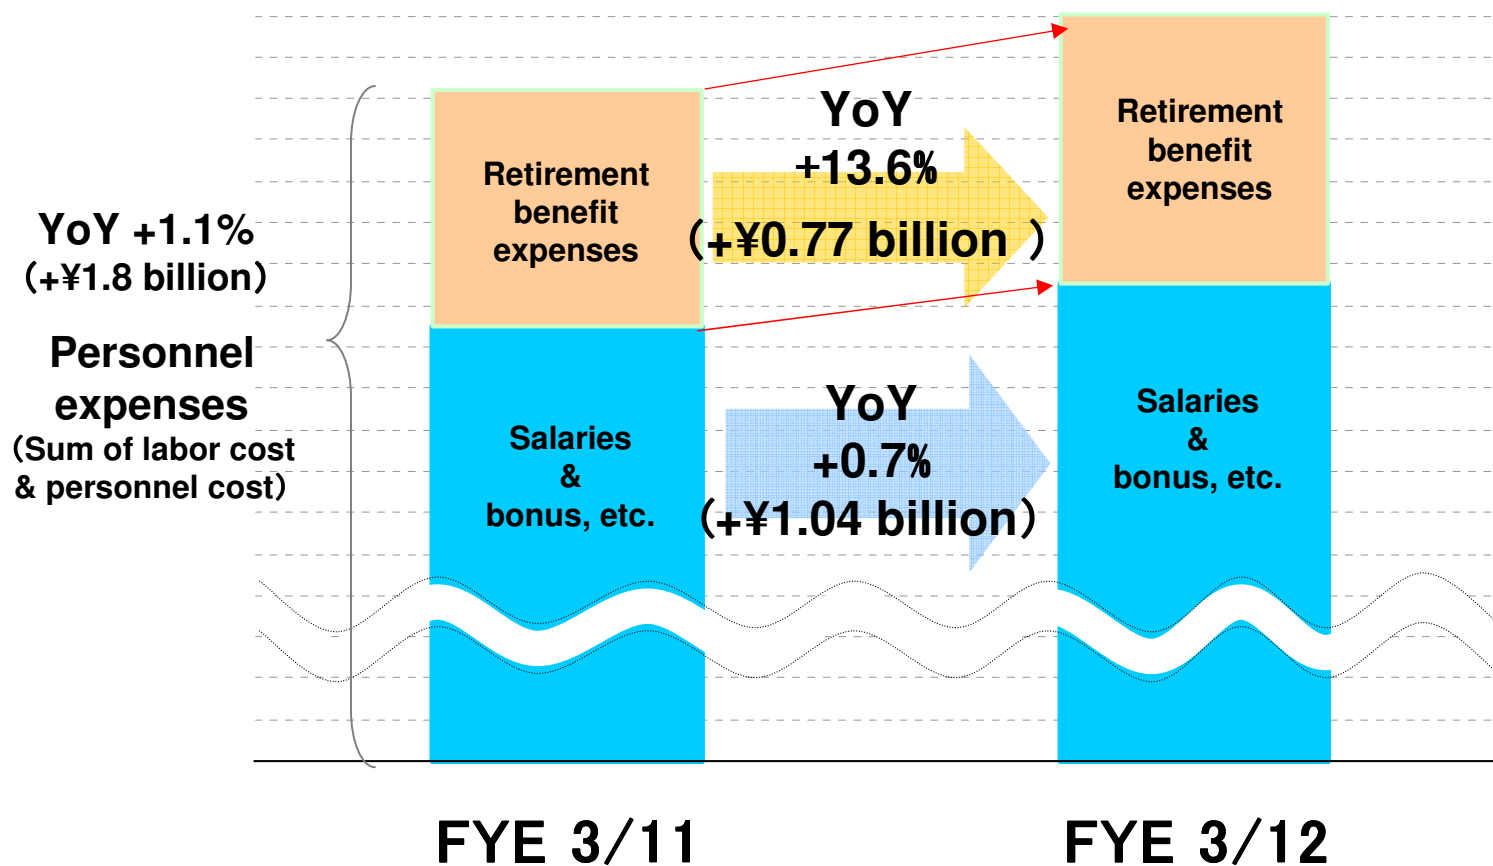 YoY +1.1%
（+¥1.8 billion）
Personnel
expenses
（Sum of labor cost
& personnel cost）
Retirement
benefit
expenses
Salaries
&
bonus, etc.
YoY
+13.6%
（+¥0.77 billion ）
YoY
+0.7%
（+¥1.04 billion）
Retirement
benefit
expenses
Salaries
&
bonus, etc.
FYE 3/11
FYE 3/12